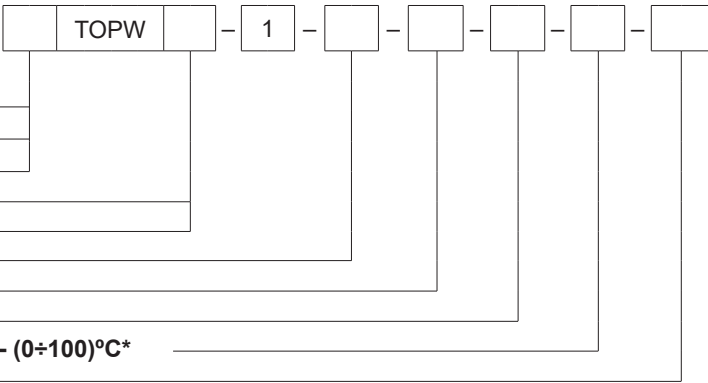 TOPW – 1 – – – – –
- (0÷100)ºC*